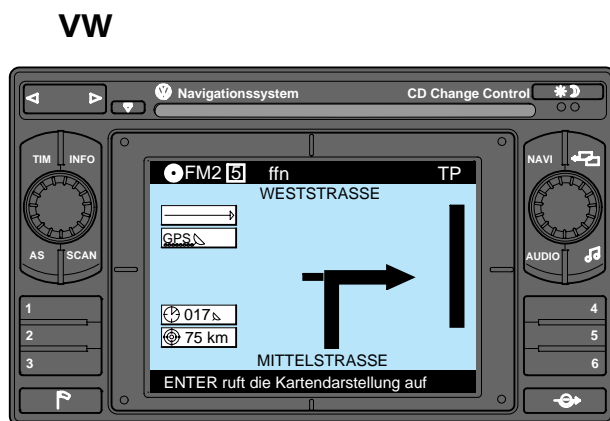 VW
Navigationssystem CD Change Control
TIM INFO
NAVI
FM2 5 ffn TP
WESTSTRASSE
GPS
AS SCAN
AUDIO
1
2
3
4
5
6
017
75 km
MITTELSTRASSE
ENTER ruft die Kartendarstellung auf